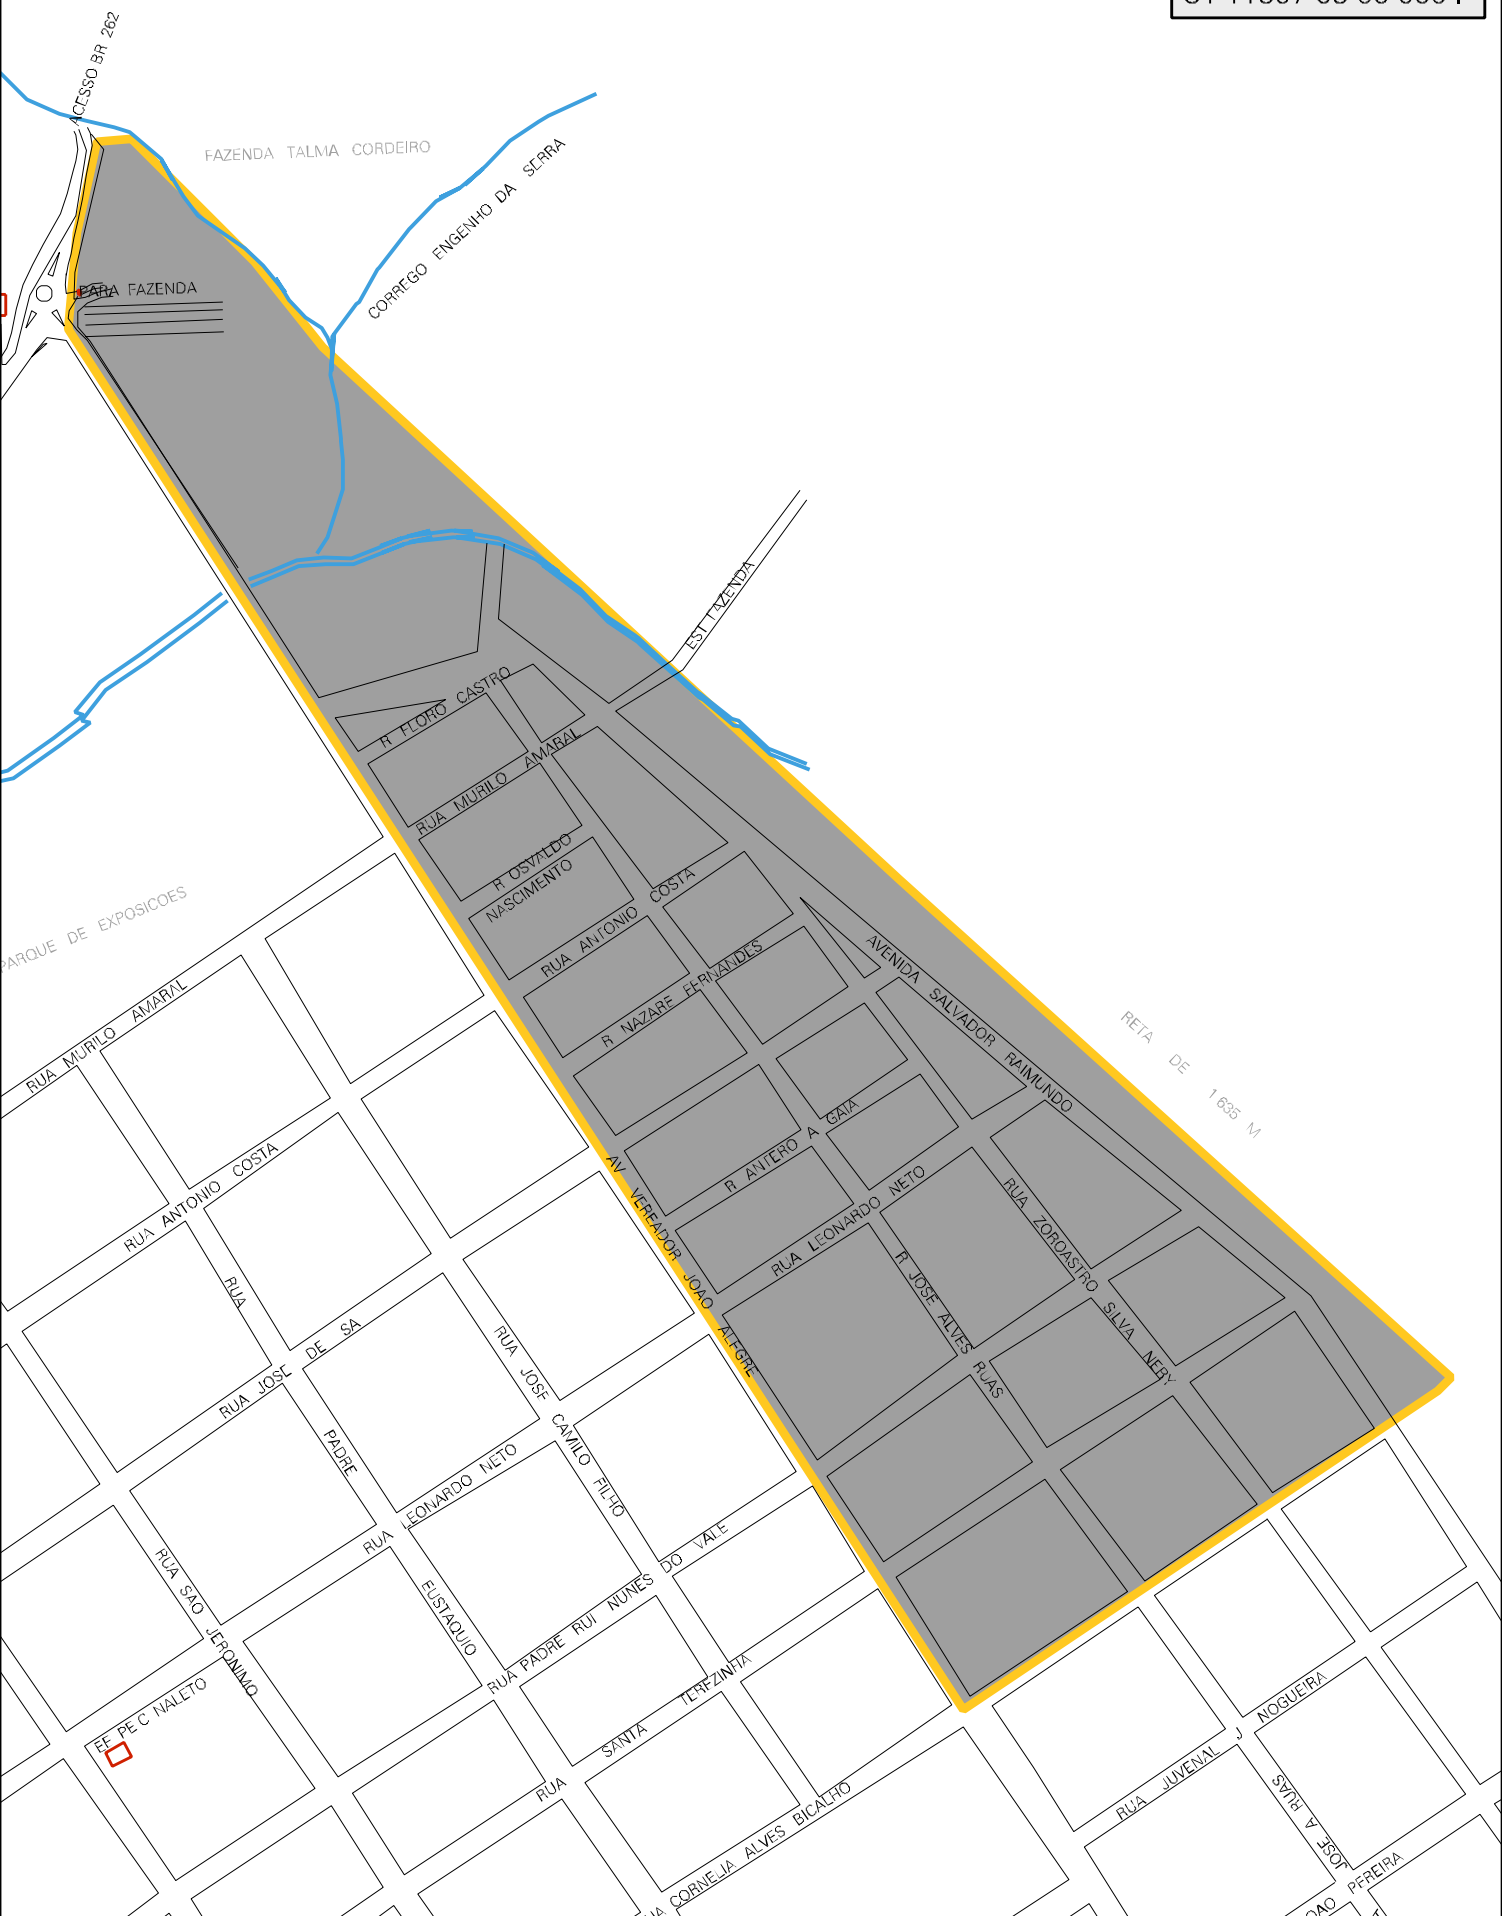 ACESSO BR 262
FAZENDA TALMA CORDEIRO
CORREGO ENGENHO DA SERRA
PARA FAZENDA
EST FAZENDA
R FLORO CASTRO
RUA MURILO AMARAL
R OSVALDO
NASCIMENTO
RUA ANTONIO COSTA
R NAZARE FERNANDES
AVENIDA SALVADOR RAIMUNDO
RETA DE 1 635 M
PARQUE DE EXPOSICOES
RUA MURILO AMARAL
R ANTERO A GAIA
RUA LEONARDO NETO
RUA ZOROASTRO SILVA NERY
AV VEREADOR JOAO ALEGRE
R JOSE ALVES RUAS
RUA ANTONIO COSTA
RUA PADRE EUSTAQUIO
RUA JOSE DE SA
RUA JOSE CAMILO FILHO
RUA LEONARDO NETO
RUA SAO JERONIMO
RUA PADRE RUI NUNES DO VALE
EE PE C NALETO
RUA SANTA TEREZINHA
CORNELIA ALVES BICALHO
RUA JUVENAL J NOGUEIRA
JOSE A RUAS
PEREIRA